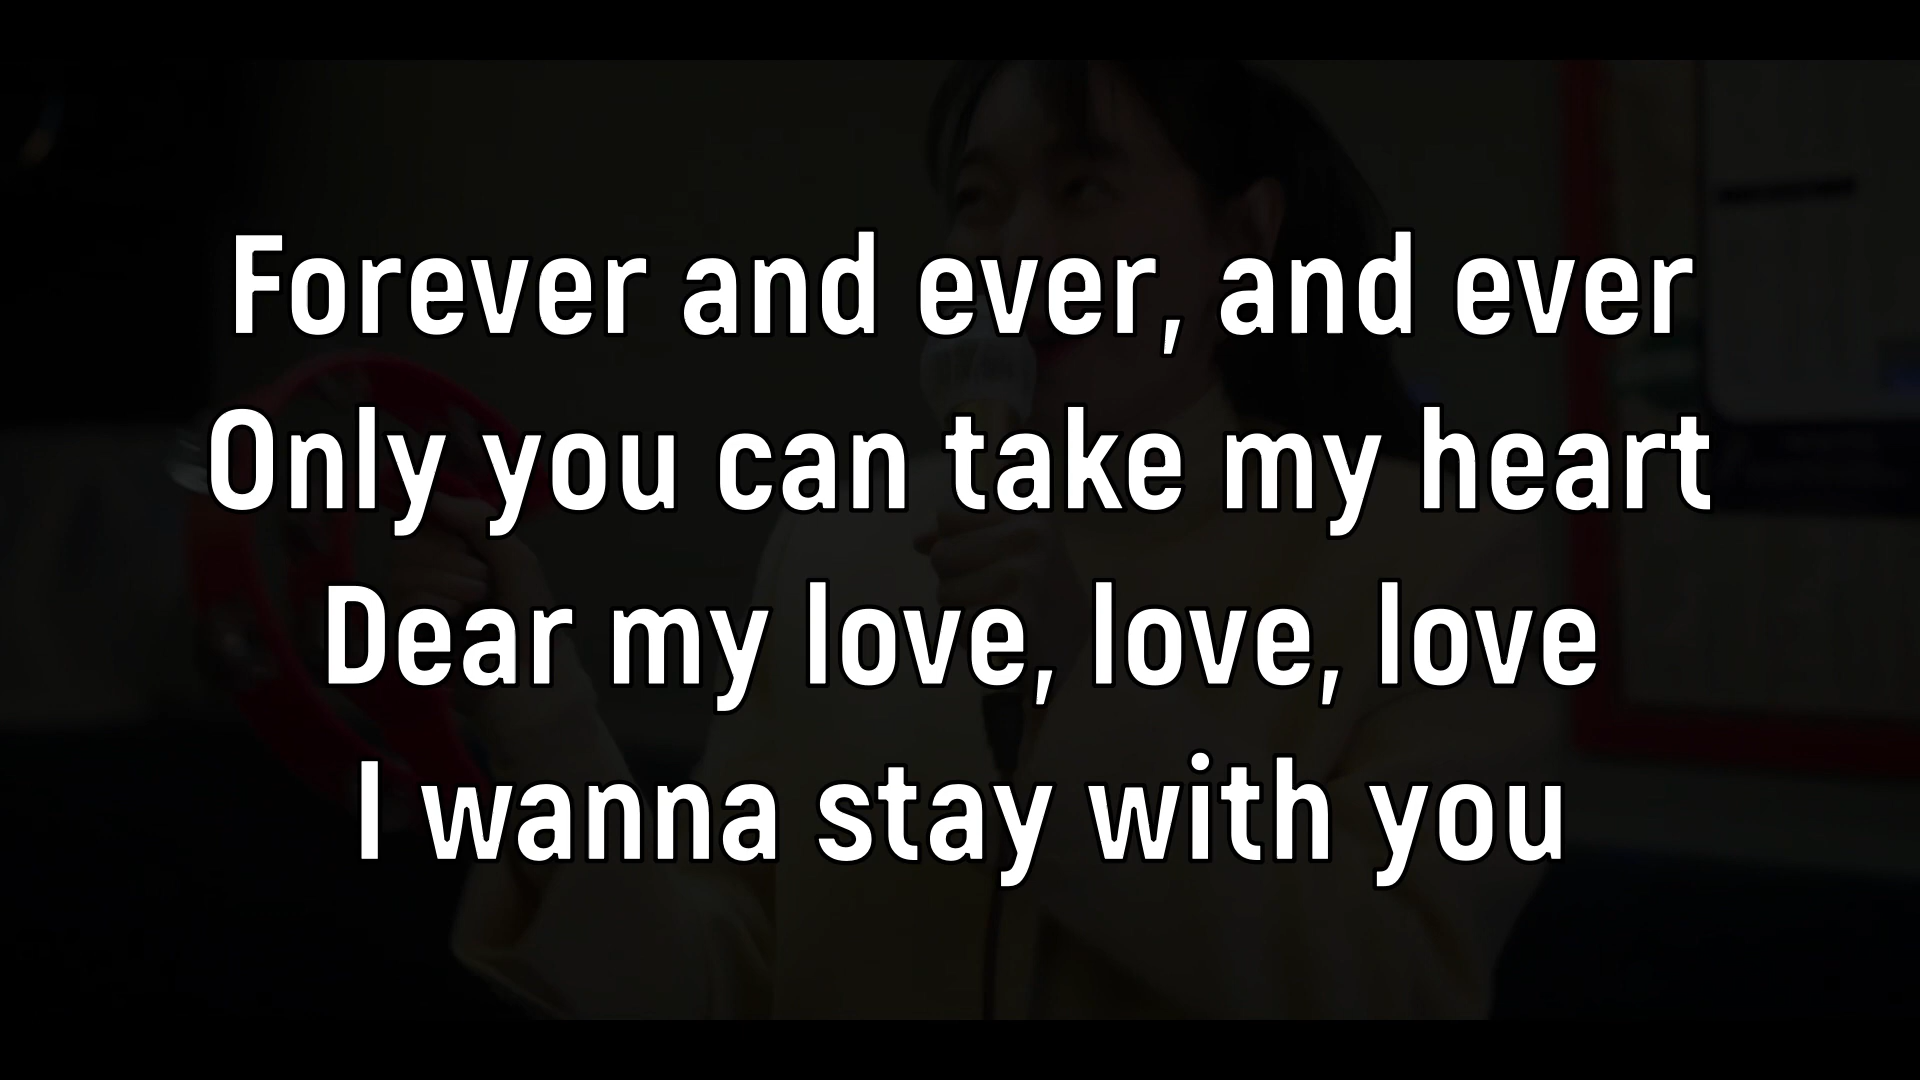 Forever and ever, and ever
Only you can take my heart
Dear my love, love, love
I wanna stay with you